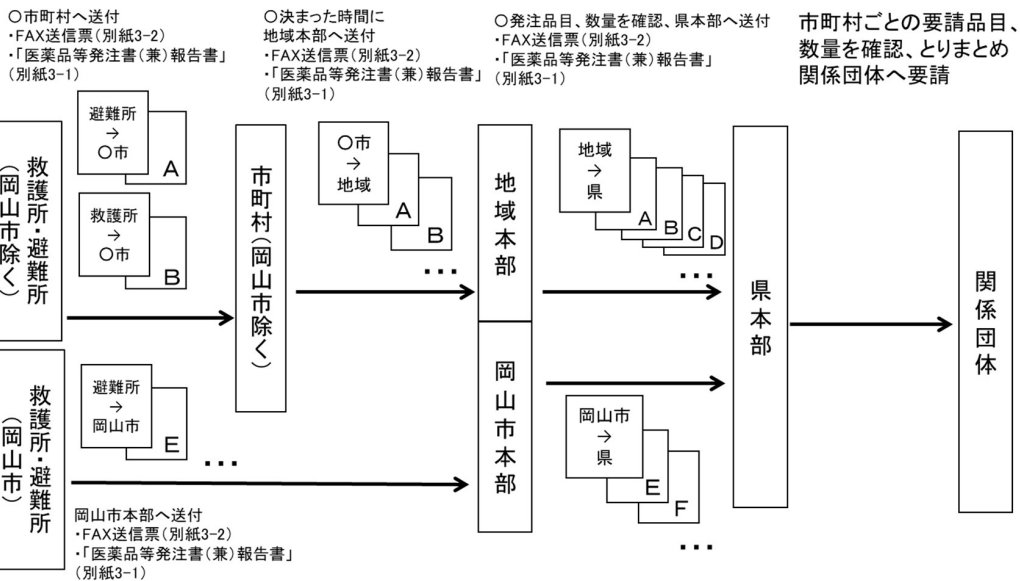 〇市町村へ送付
・FAX送信票（別紙3-2）
・「医薬品等発注書（兼）報告書」
（別紙3-1）
〇決まった時間に
地域本部へ送付
・FAX送信票（別紙3-2）
・「医薬品等発注書（兼）報告書」
（別紙3-1）
〇発注品目、数量を確認、県本部へ送付
・FAX送信票（別紙3-2）
・「医薬品等発注書（兼）報告書」
（別紙3-1）
市町村ごとの要請品目、
数量を確認、とりまとめ
関係団体へ要請
救護所・避難所
（岡山市除く）
避難所
→
〇市
A
救護所
→
〇市
B
市町村（岡山市除く）
〇市
→
地域
A
B
…
地域本部
地域
→
県
A
B
C
D
…
県本部
関係団体
救護所・避難所
（岡山市）
避難所
→
岡山市
E
…
岡山市本部へ送付
・FAX送信票（別紙3-2）
・「医薬品等発注書（兼）報告書」
（別紙3-1）
岡山市本部
岡山市
→
県
E
F
…